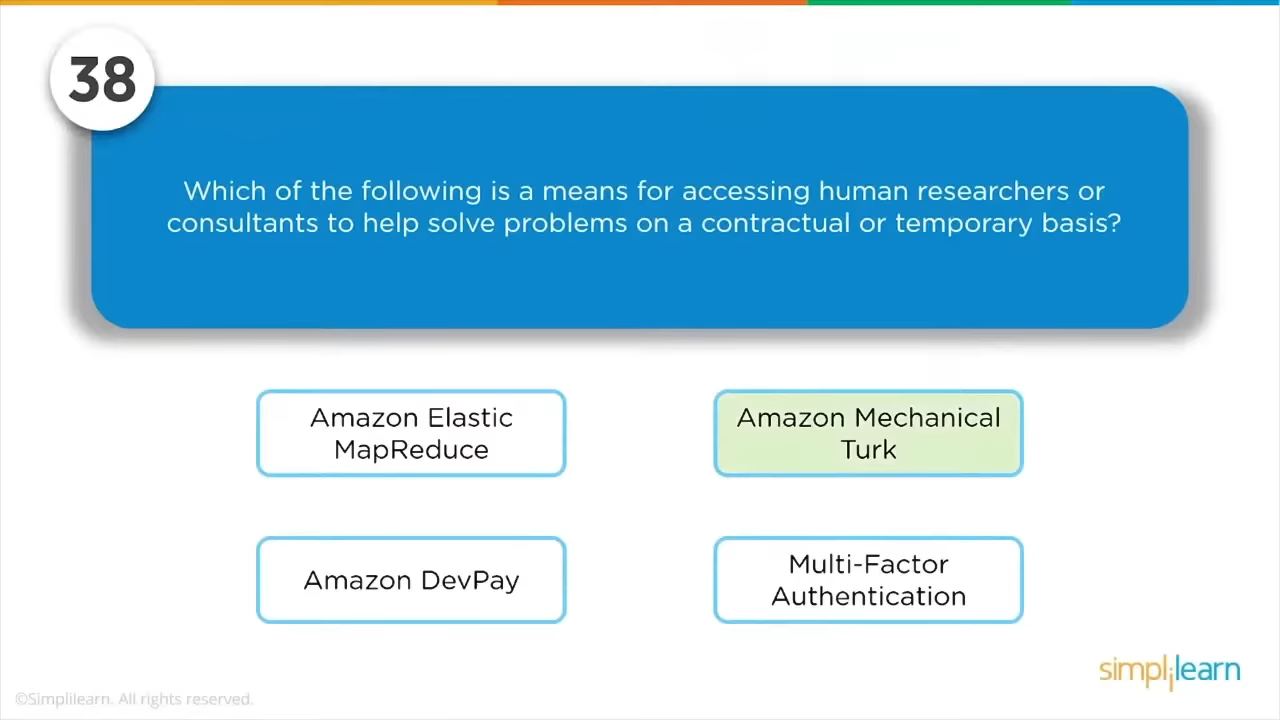 38
Which of the following is a means for accessing human researchers or
consultants to help solve problems on a contractual or temporary basis?
Amazon Elastic
MapReduce
Amazon Mechanical
Turk
Amazon DevPay
Multi-Factor
Authentication
simplilearn
©Simplilearn. All rights reserved.